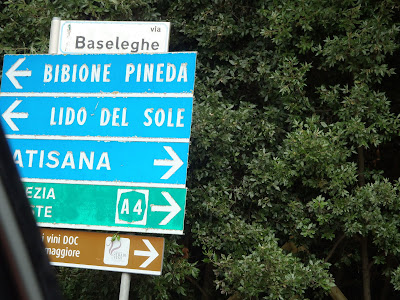 via
Baseleghe
BIBIONE PINEDA
LIDO DEL SOLE
ATISANA
EZIA
STE
A4
i vini DOC
maggiore